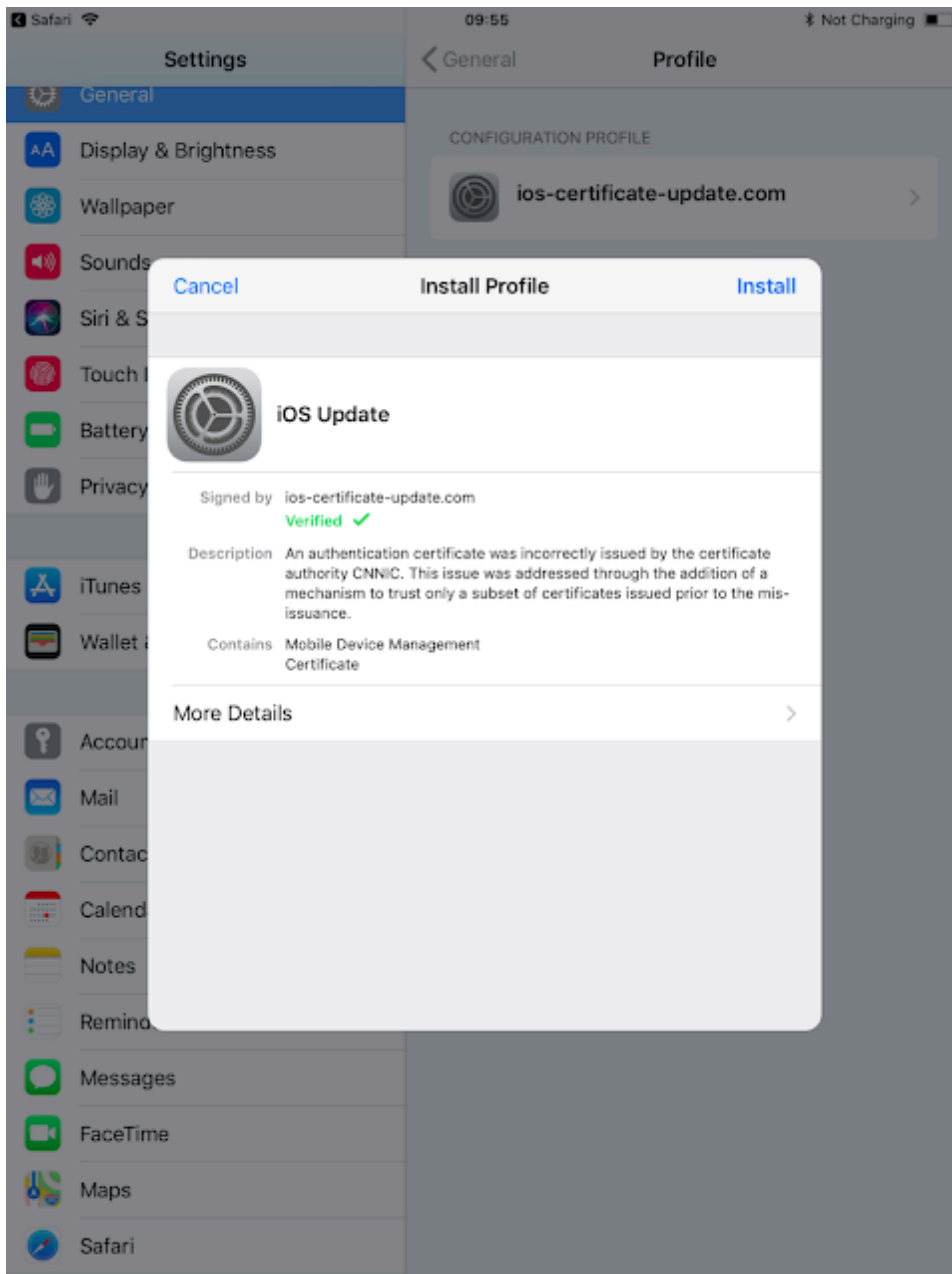 Safari
09:55
Not Charging
Settings
General
Profile
General
Display & Brightness
Wallpaper
Sounds
Siri & S
Touch I
Battery
Privacy
iTunes
Wallet &
Accoun
Mail
Contac
Calend
Notes
Remind
Messages
FaceTime
Maps
Safari
CONFIGURATION PROFILE
ios-certificate-update.com
Cancel
Install Profile
Install
iOS Update
Signed by ios-certificate-update.com
Verified
Description An authentication certificate was incorrectly issued by the certificate
authority CNNIC. This issue was addressed through the addition of a
mechanism to trust only a subset of certificates issued prior to the mis-
issuance.
Contains Mobile Device Management
Certificate
More Details